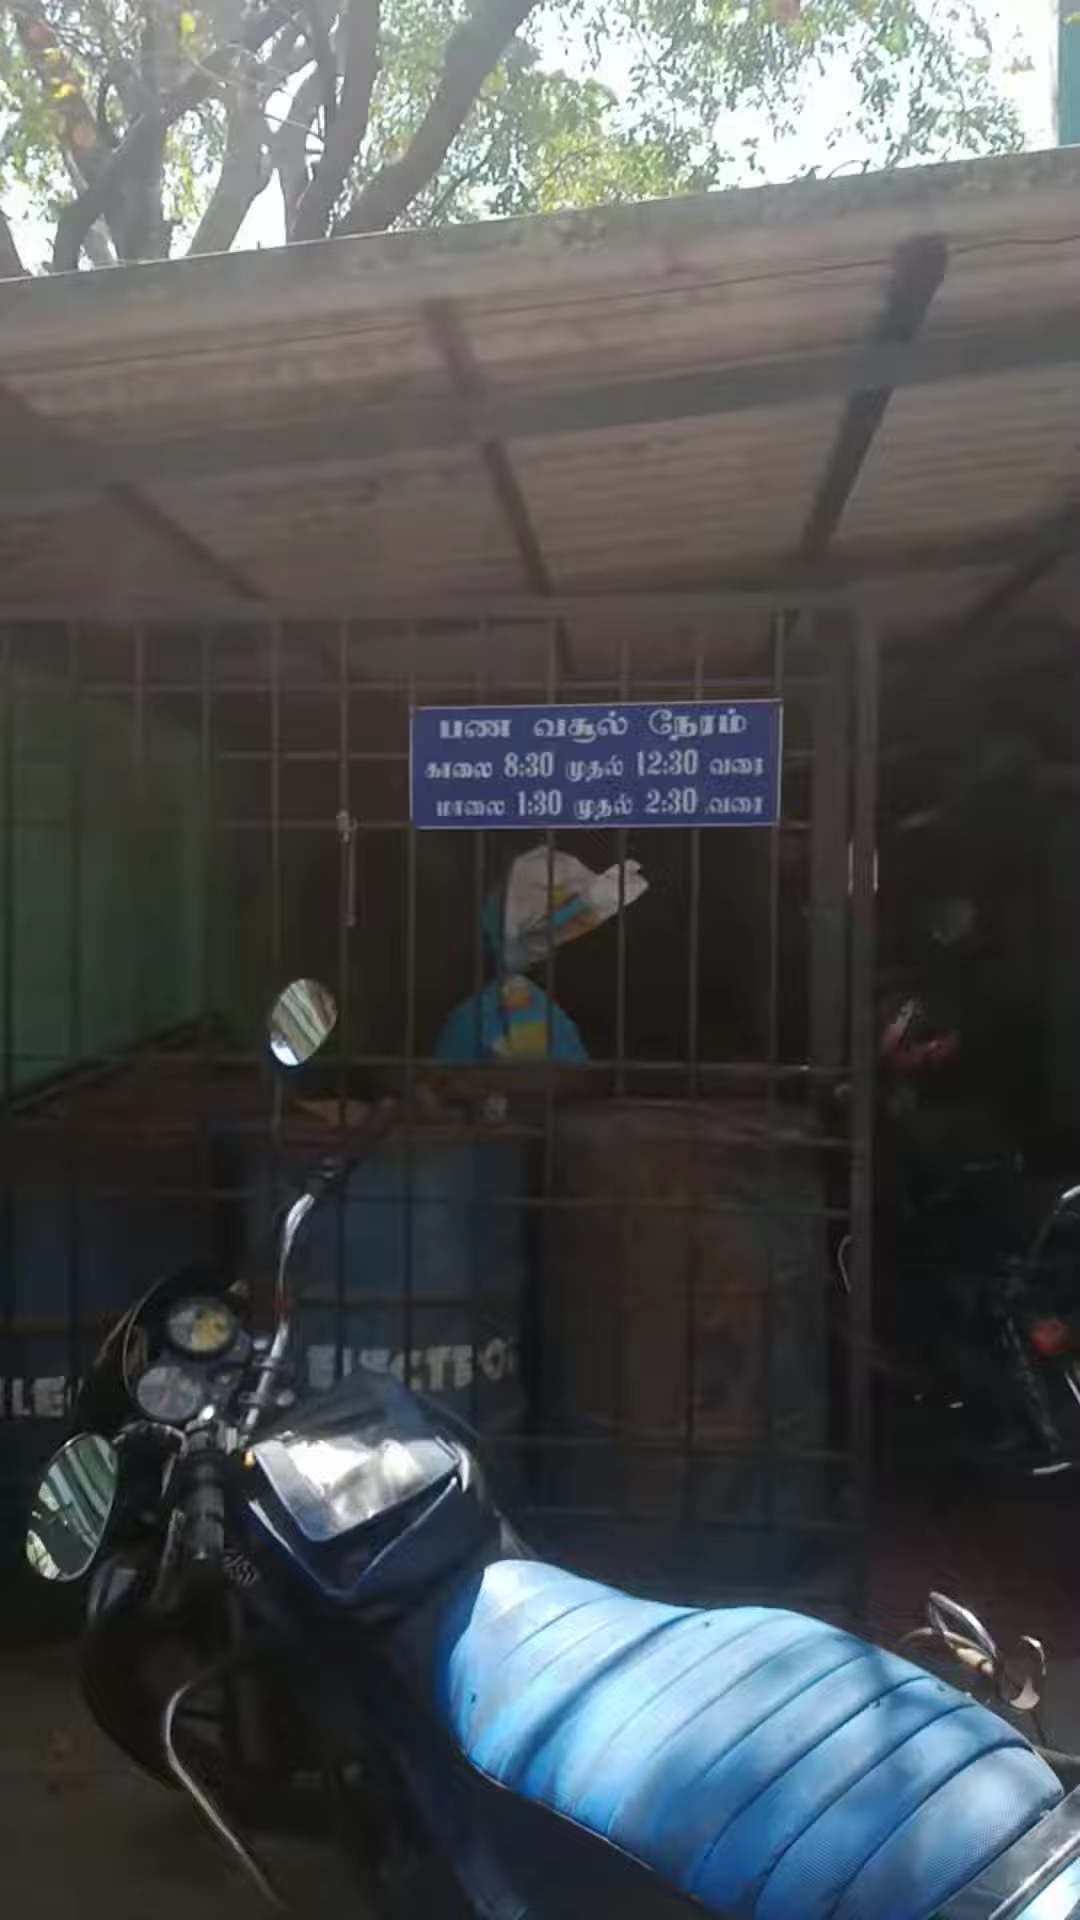 பண வசூல் நேரம்
காலை 8:30 முதல் 12:30 வரை
மாலை 1:30 முதல் 2:30 வரை